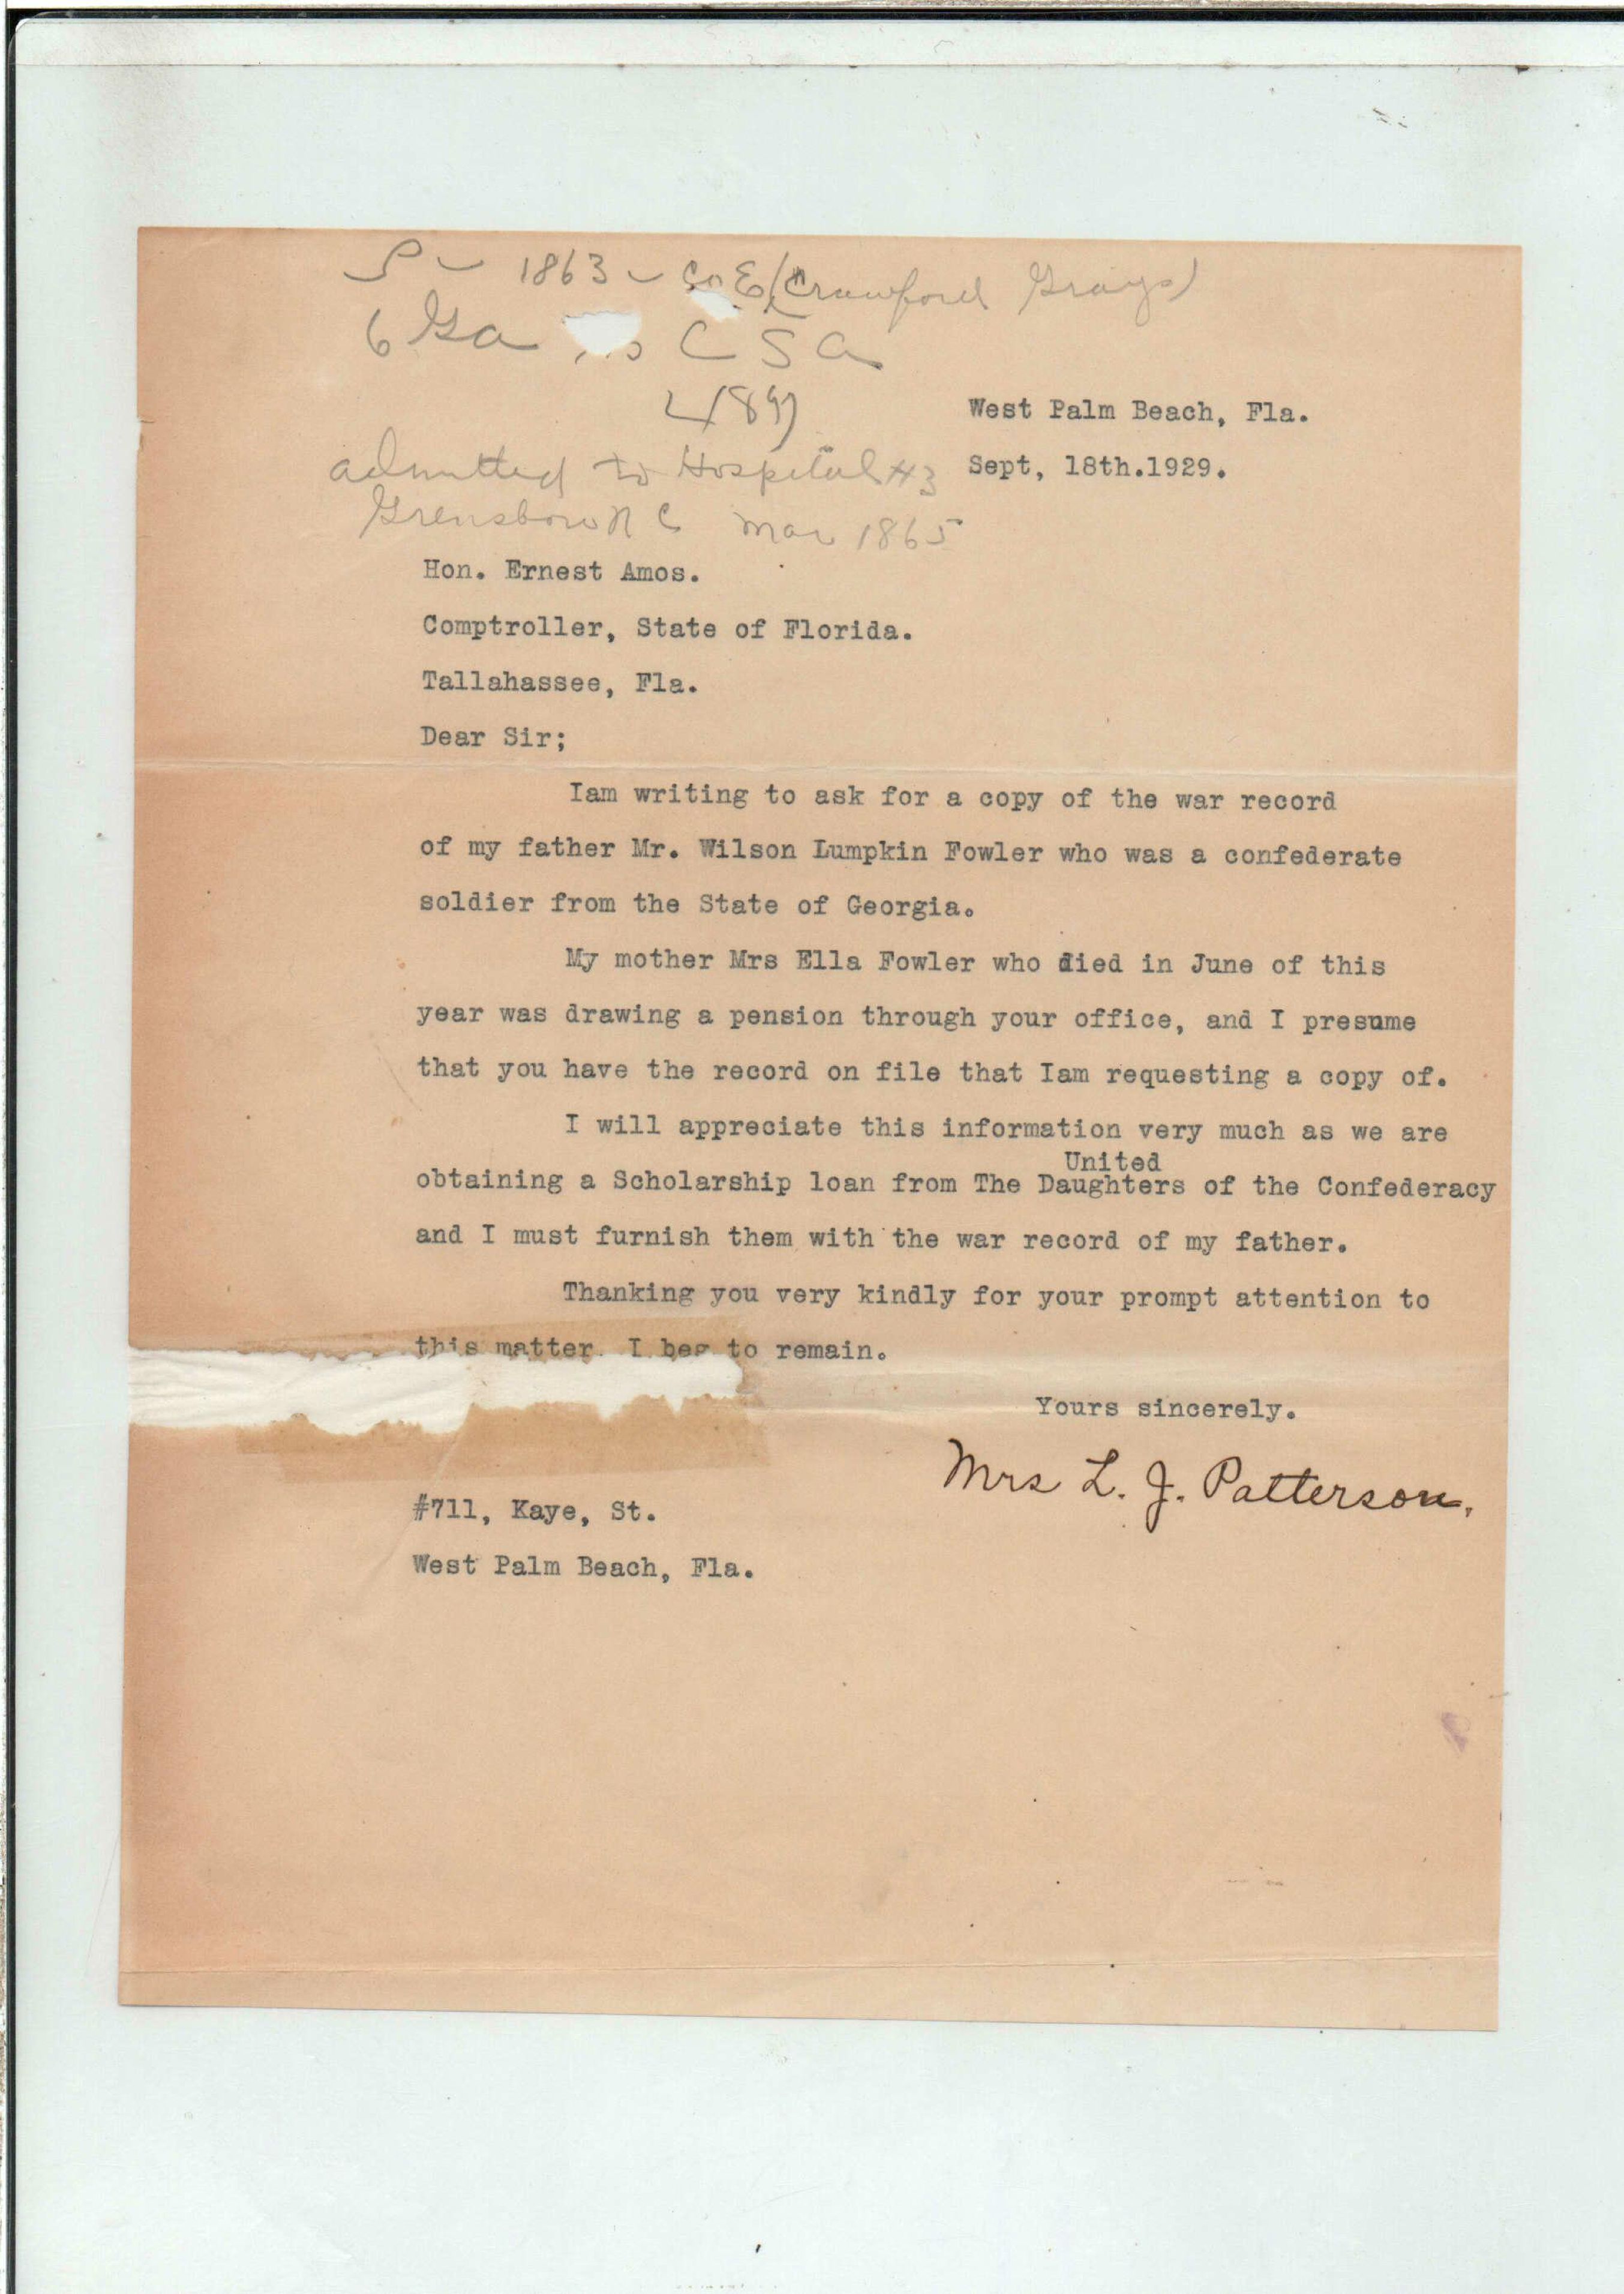 1863 Co E (Crawford Grays)
6 Ga C S A
admitted to Hospital #3
Grensboro N C Mar 1865
West Palm Beach, Fla.
Sept, 18th.1929.
Hon. Ernest Amos.
Comptroller, State of Florida.
Tallahassee, Fla.
Dear Sir;
Iam writing to ask for a copy of the war record
of my father Mr. Wilson Lumpkin Fowler who was a confederate
soldier from the State of Georgia.
My mother Mrs Ella Fowler who died in June of this
year was drawing a pension through your office, and I presume
that you have the record on file that Iam requesting a copy of.
I will appreciate this information very much as we are
United
obtaining a Scholarship loan from The Daughters of the Confederacy
and I must furnish them with the war record of my father.
Thanking you very kindly for your prompt attention to
this matter. I beg to remain.
Yours sincerely.
Mrs L. J. Patterson.
#711, Kaye, St.
West Palm Beach, Fla.